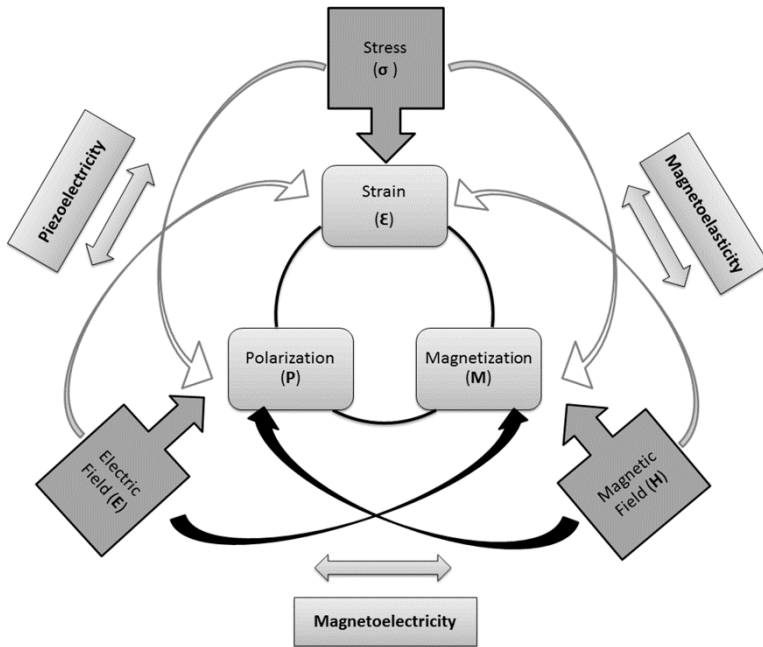 Stress
(σ )
Piezoelectricity
Magnetoelasticity
Strain
(Ɛ)
Polarization
(P)
Magnetization
(M)
Electric
Field (E)
Magnetic
Field (H)
Magnetoelectricity